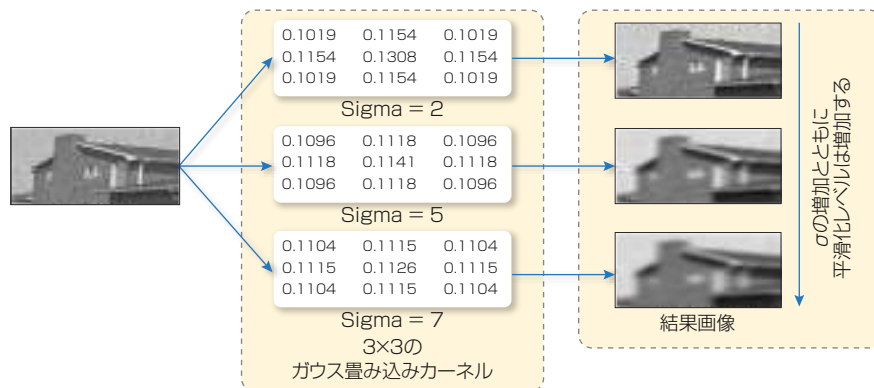 0.1019 0.1154 0.1019
0.1154 0.1308 0.1154
0.1019 0.1154 0.1019
Sigma = 2
0.1096 0.1118 0.1096
0.1118 0.1141 0.1118
0.1096 0.1118 0.1096
Sigma = 5
0.1104 0.1115 0.1104
0.1115 0.1126 0.1115
0.1104 0.1115 0.1104
Sigma = 7
3×3の
ガウス畳み込みカーネル
結果画像
σの増加とともに
平滑化レベルは増加する